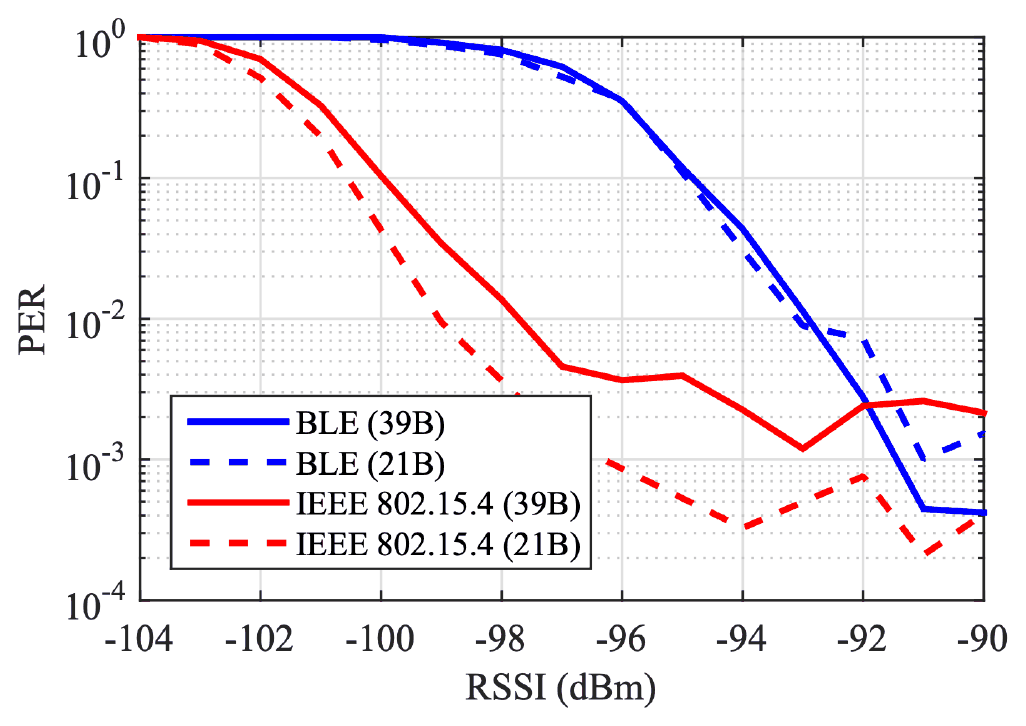 10^0
10^-1
10^-2
10^-3
10^-4
PER
BLE (39B)
BLE (21B)
IEEE 802.15.4 (39B)
IEEE 802.15.4 (21B)
-104 -102 -100 -98 -96 -94 -92 -90
RSSI (dBm)